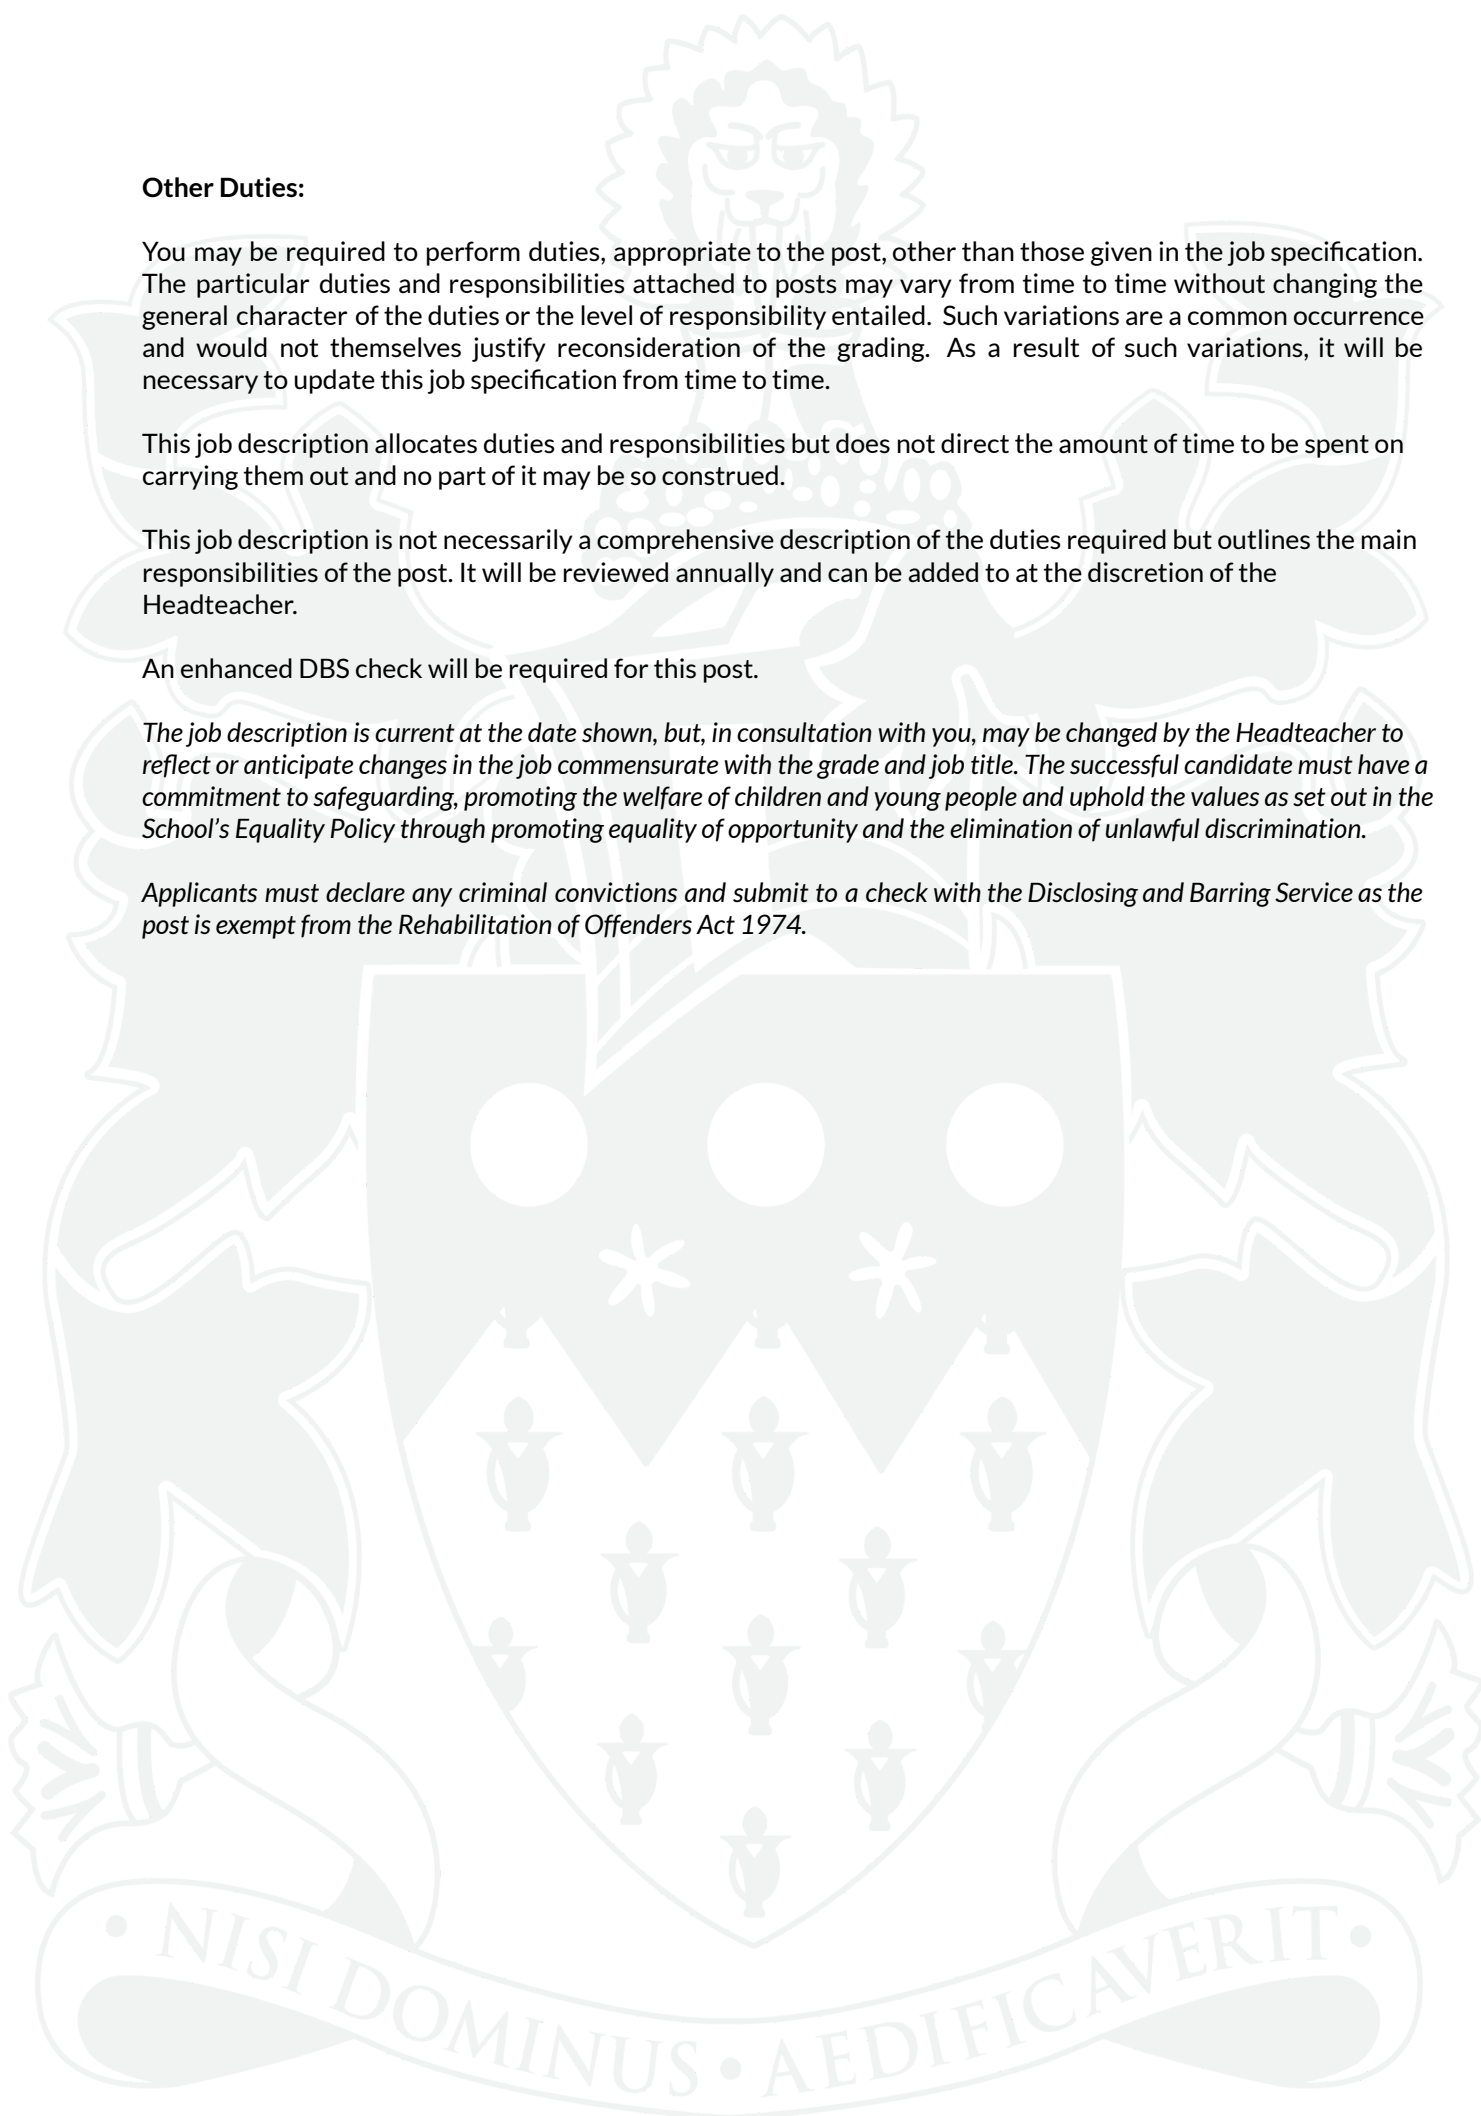 Other Duties:
You may be required to perform duties, appropriate to the post, other than those given in the job specification.
The particular duties and responsibilities attached to posts may vary from time to time without changing the
general character of the duties or the level of responsibility entailed.  Such variations are a common occurrence
and would not themselves justify reconsideration of the grading.  As a result of such variations, it will be
necessary to update this job specification from time to time.
This job description allocates duties and responsibilities but does not direct the amount of time to be spent on
carrying them out and no part of it may be so construed.
This job description is not necessarily a comprehensive description of the duties required but outlines the main
responsibilities of the post. It will be reviewed annually and can be added to at the discretion of the
Headteacher.
An enhanced DBS check will be required for this post.
The job description is current at the date shown, but, in consultation with you, may be changed by the Headteacher to
reflect or anticipate changes in the job commensurate with the grade and job title. The successful candidate must have a
commitment to safeguarding, promoting the welfare of children and young people and uphold the values as set out in the
School’s Equality Policy through promoting equality of opportunity and the elimination of unlawful discrimination.
Applicants must declare any criminal convictions and submit to a check with the Disclosing and Barring Service as the
post is exempt from the Rehabilitation of Offenders Act 1974.
• NISI DOMINUS • AEDIFICAVERIT •